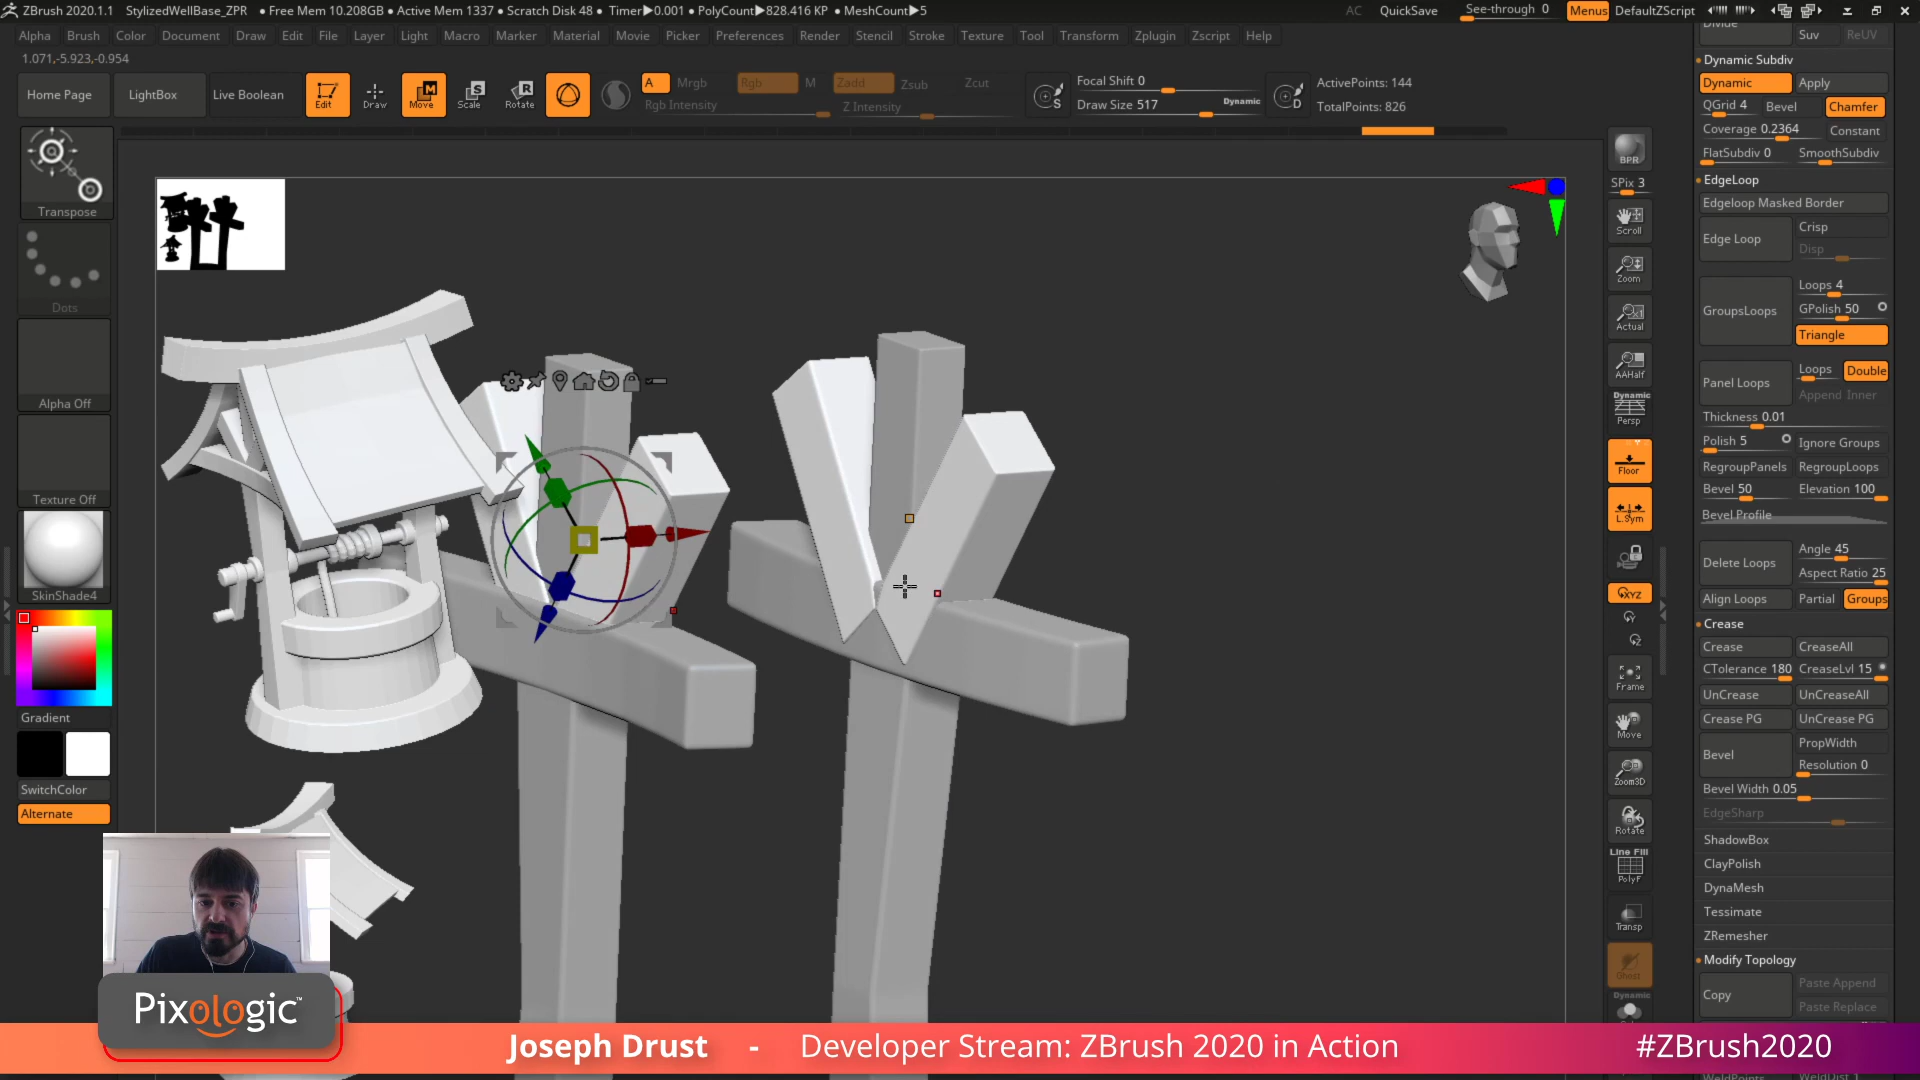 ZBrush 2020.1.1 StylizedWellBase_ZPR • Free Mem 10.208GB • Active Mem 1337 • Scratch Disk 48 • Timer▶0.001 • PolyCount▶828.416 KP • MeshCount▶5 AC QuickSave See-through 0 Menus DefaultZScript
Alpha Brush Color Document Draw Edit File Layer Light Macro Marker Material Movie Picker Preferences Render Stencil Stroke Texture Tool Transform Zplugin Zscript Help
1.071,-5.923,-0.954
Home Page LightBox Live Boolean Edit Draw Move Scale Rotate
A Mrgb Rgb M Zadd Zsub Zcut
Rgb Intensity Z Intensity
Focal Shift 0
Draw Size 517 Dynamic
ActivePoints: 144
TotalPoints: 826
Transpose
Dots
Alpha Off
Texture Off
SkinShade4
Gradient
SwitchColor
Alternate
BPR
SPix 3
Scroll
Zoom
Actual
AAHalf
Dynamic
Persp
Floor
L.Sym
XYZ
Frame
Move
Zoom3D
Rotate
Line Fill
PolyF
Transp
Ghost
Dynamic
Divide Suv ReUV
Dynamic Subdiv
Dynamic Apply
QGrid 4 Bevel Chamfer
Coverage 0.2364 Constant
FlatSubdiv 0 SmoothSubdiv
EdgeLoop
Edgeloop Masked Border
Edge Loop Crisp
Disp
GroupsLoops Loops 4
GPolish 50
Triangle
Panel Loops Loops Double
Append Inner
Thickness 0.01
Polish 5 Ignore Groups
RegroupPanels RegroupLoops
Bevel 50 Elevation 100
Bevel Profile
Delete Loops Angle 45
Aspect Ratio 25
Align Loops Partial Groups
Crease
Crease CreaseAll
CTolerance 180 CreaseLvl 15
UnCrease UnCreaseAll
Crease PG UnCrease PG
Bevel PropWidth
Resolution 0
Bevel Width 0.05
EdgeSharp
ShadowBox
ClayPolish
DynaMesh
Tessimate
ZRemesher
Modify Topology
Copy Paste Append
Paste Replace
Pixologic™
Joseph Drust - Developer Stream: ZBrush 2020 in Action #ZBrush2020